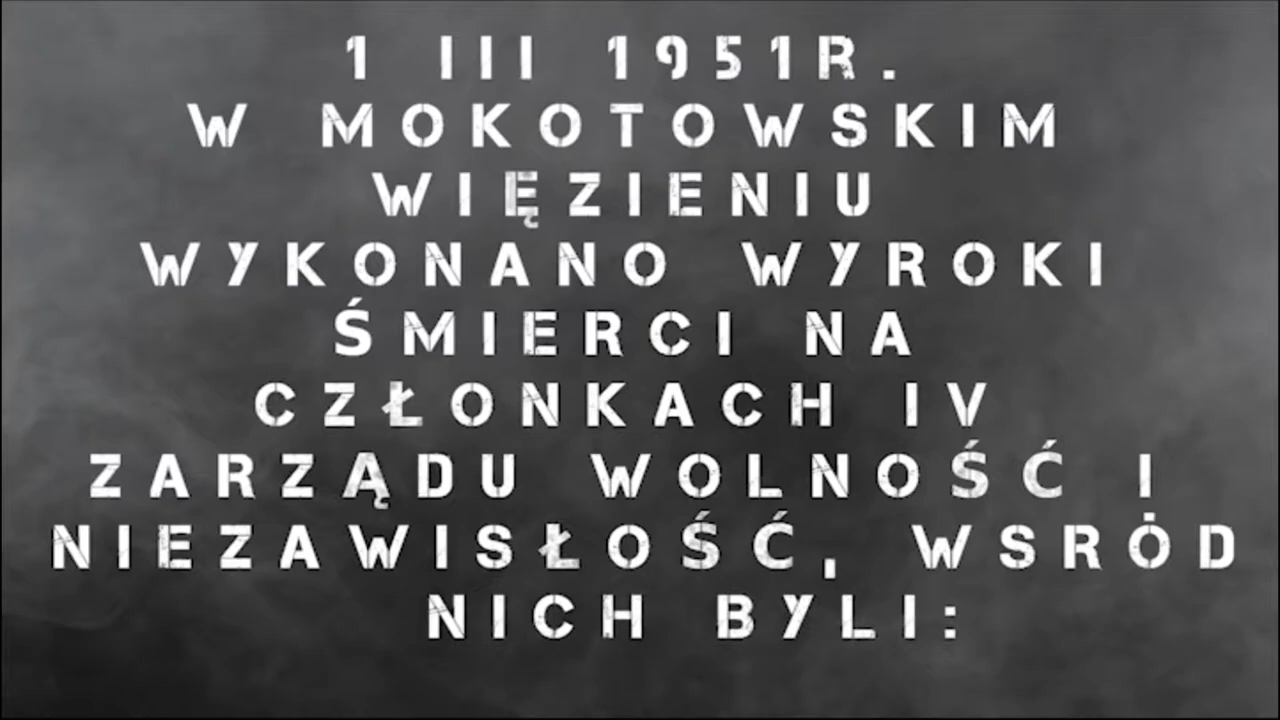 1 III 1951R.
W MOKOTOWSKIM
WIĘZIENIU
WYKONANO WYROKI
ŚMIERCI NA
CZŁONKACH IV
ZARZĄDU WOLNOŚĆ I
NIEZAWISŁOŚĆ, WSRÓD
NICH BYLI: